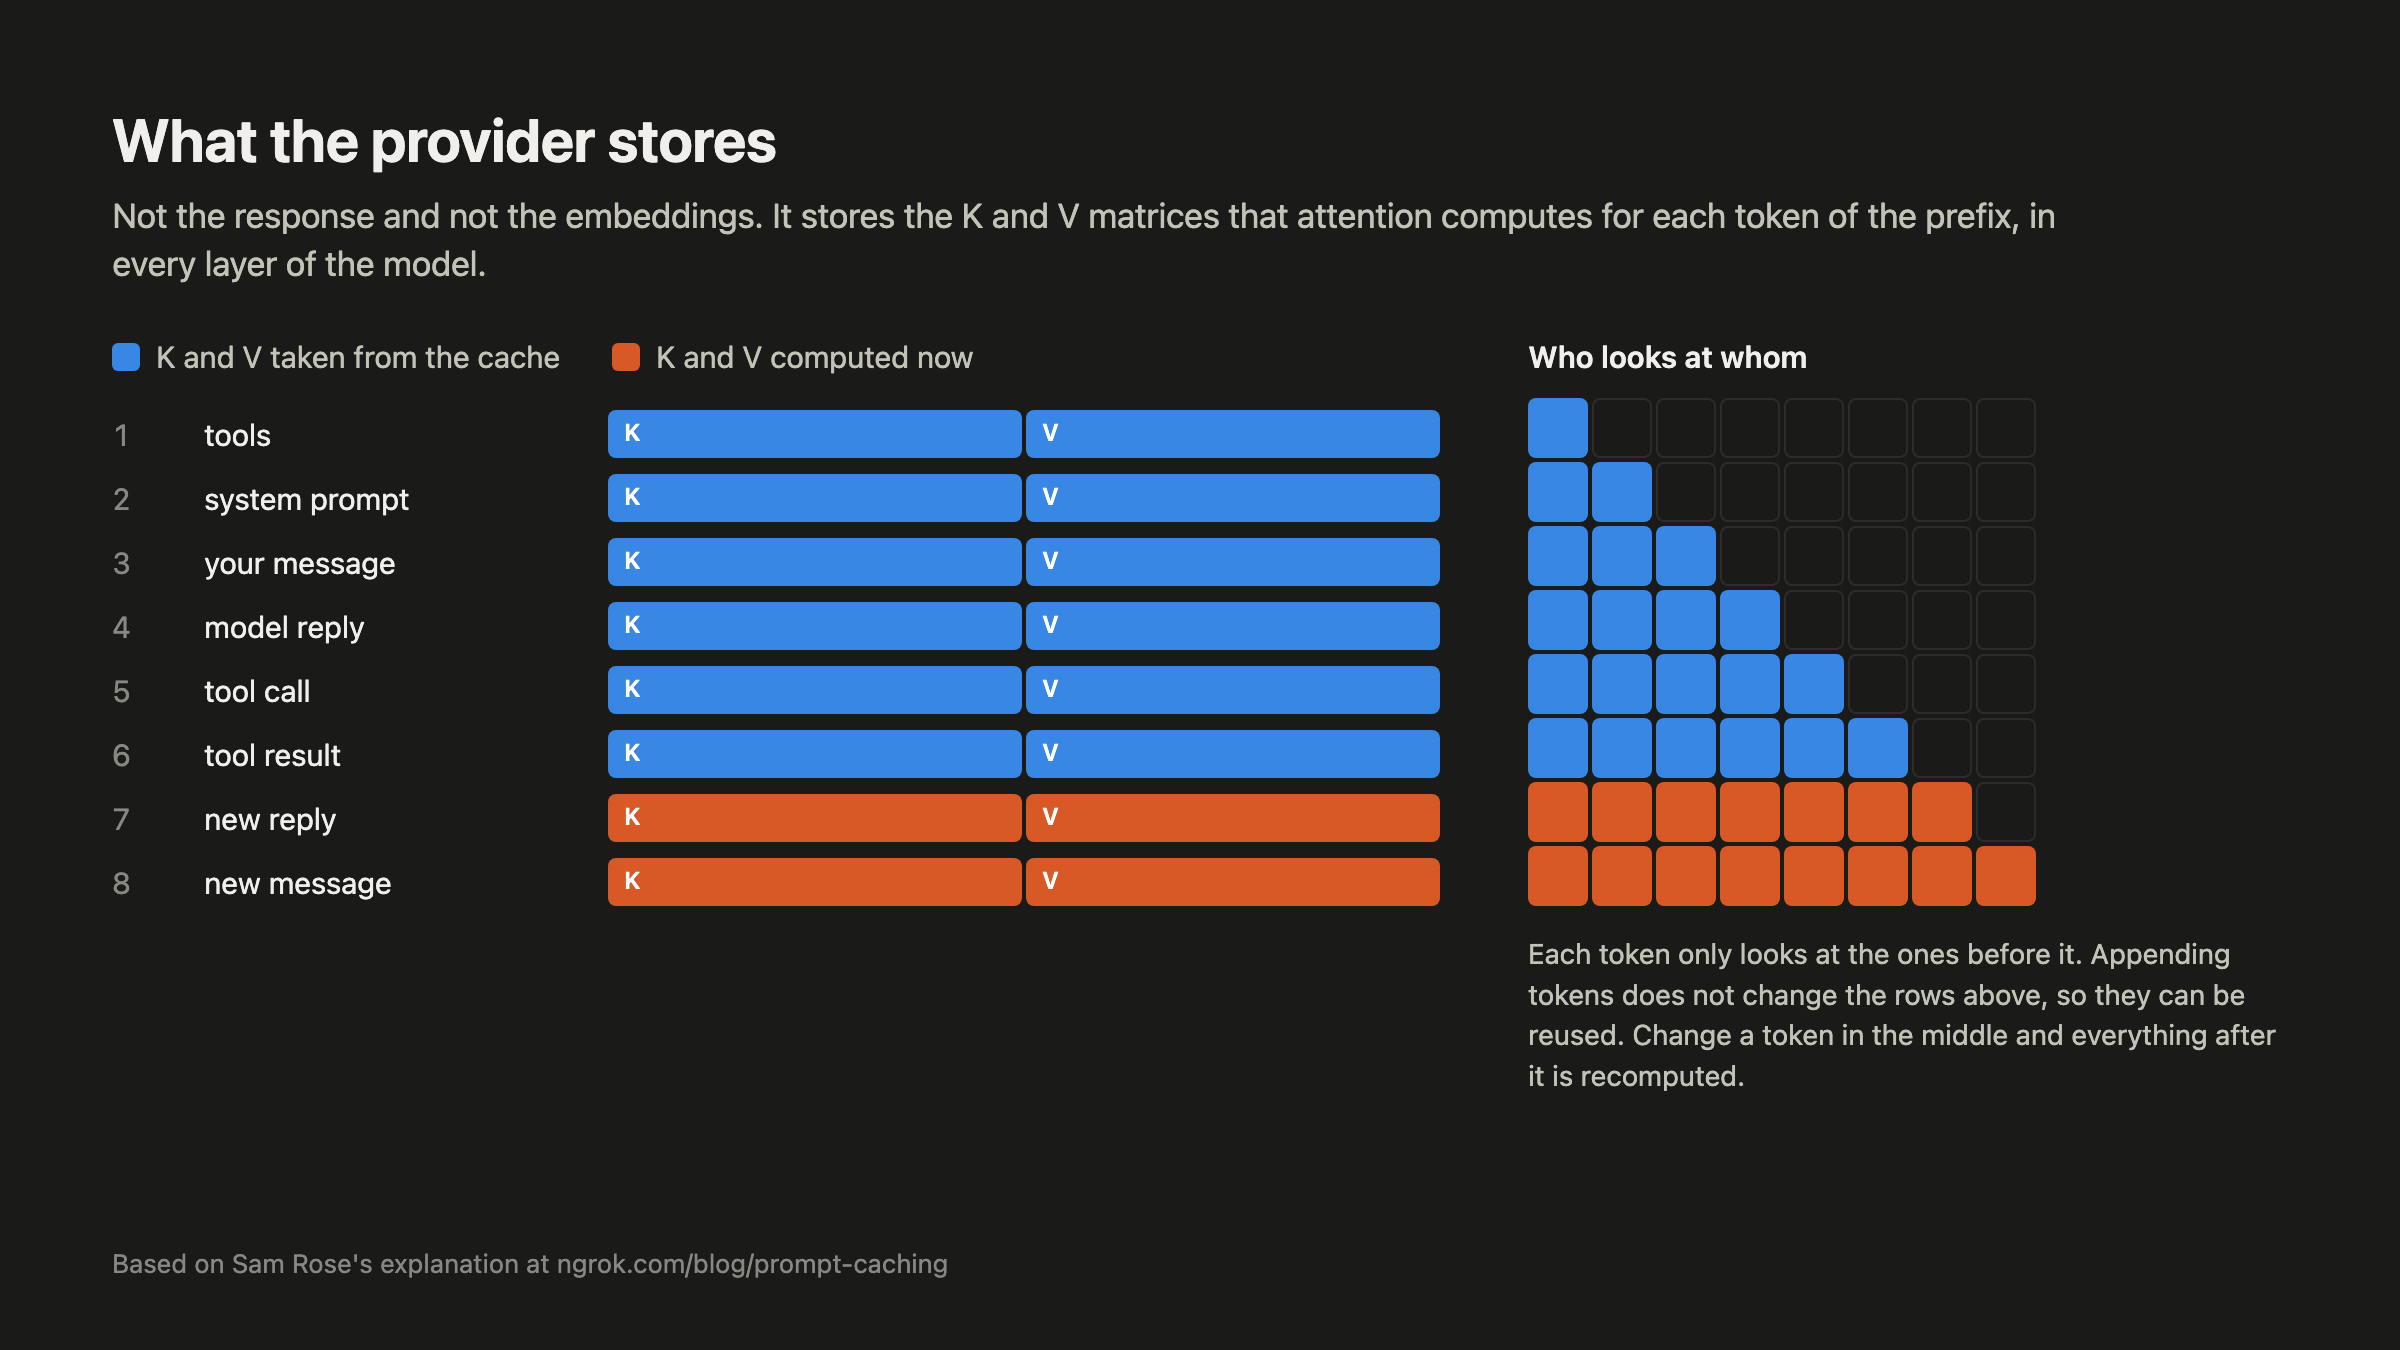 What the provider stores
Not the response and not the embeddings. It stores the K and V matrices that attention computes for each token of the prefix, in
every layer of the model.
K and V taken from the cache
K and V computed now
1 tools K V
2 system prompt K V
3 your message K V
4 model reply K V
5 tool call K V
6 tool result K V
7 new reply K V
8 new message K V
Who looks at whom
Each token only looks at the ones before it. Appending
tokens does not change the rows above, so they can be
reused. Change a token in the middle and everything after
it is recomputed.
Based on Sam Rose's explanation at ngrok.com/blog/prompt-caching